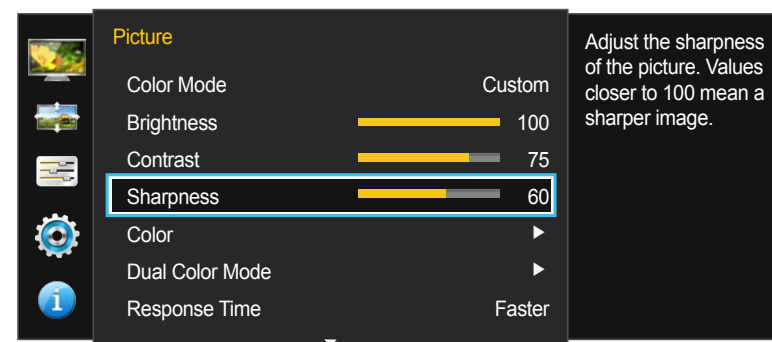 Picture
Color Mode Custom
Brightness 100
Contrast 75
Sharpness 60
Color
Dual Color Mode
Response Time Faster
Adjust the sharpness
of the picture. Values
closer to 100 mean a
sharper image.